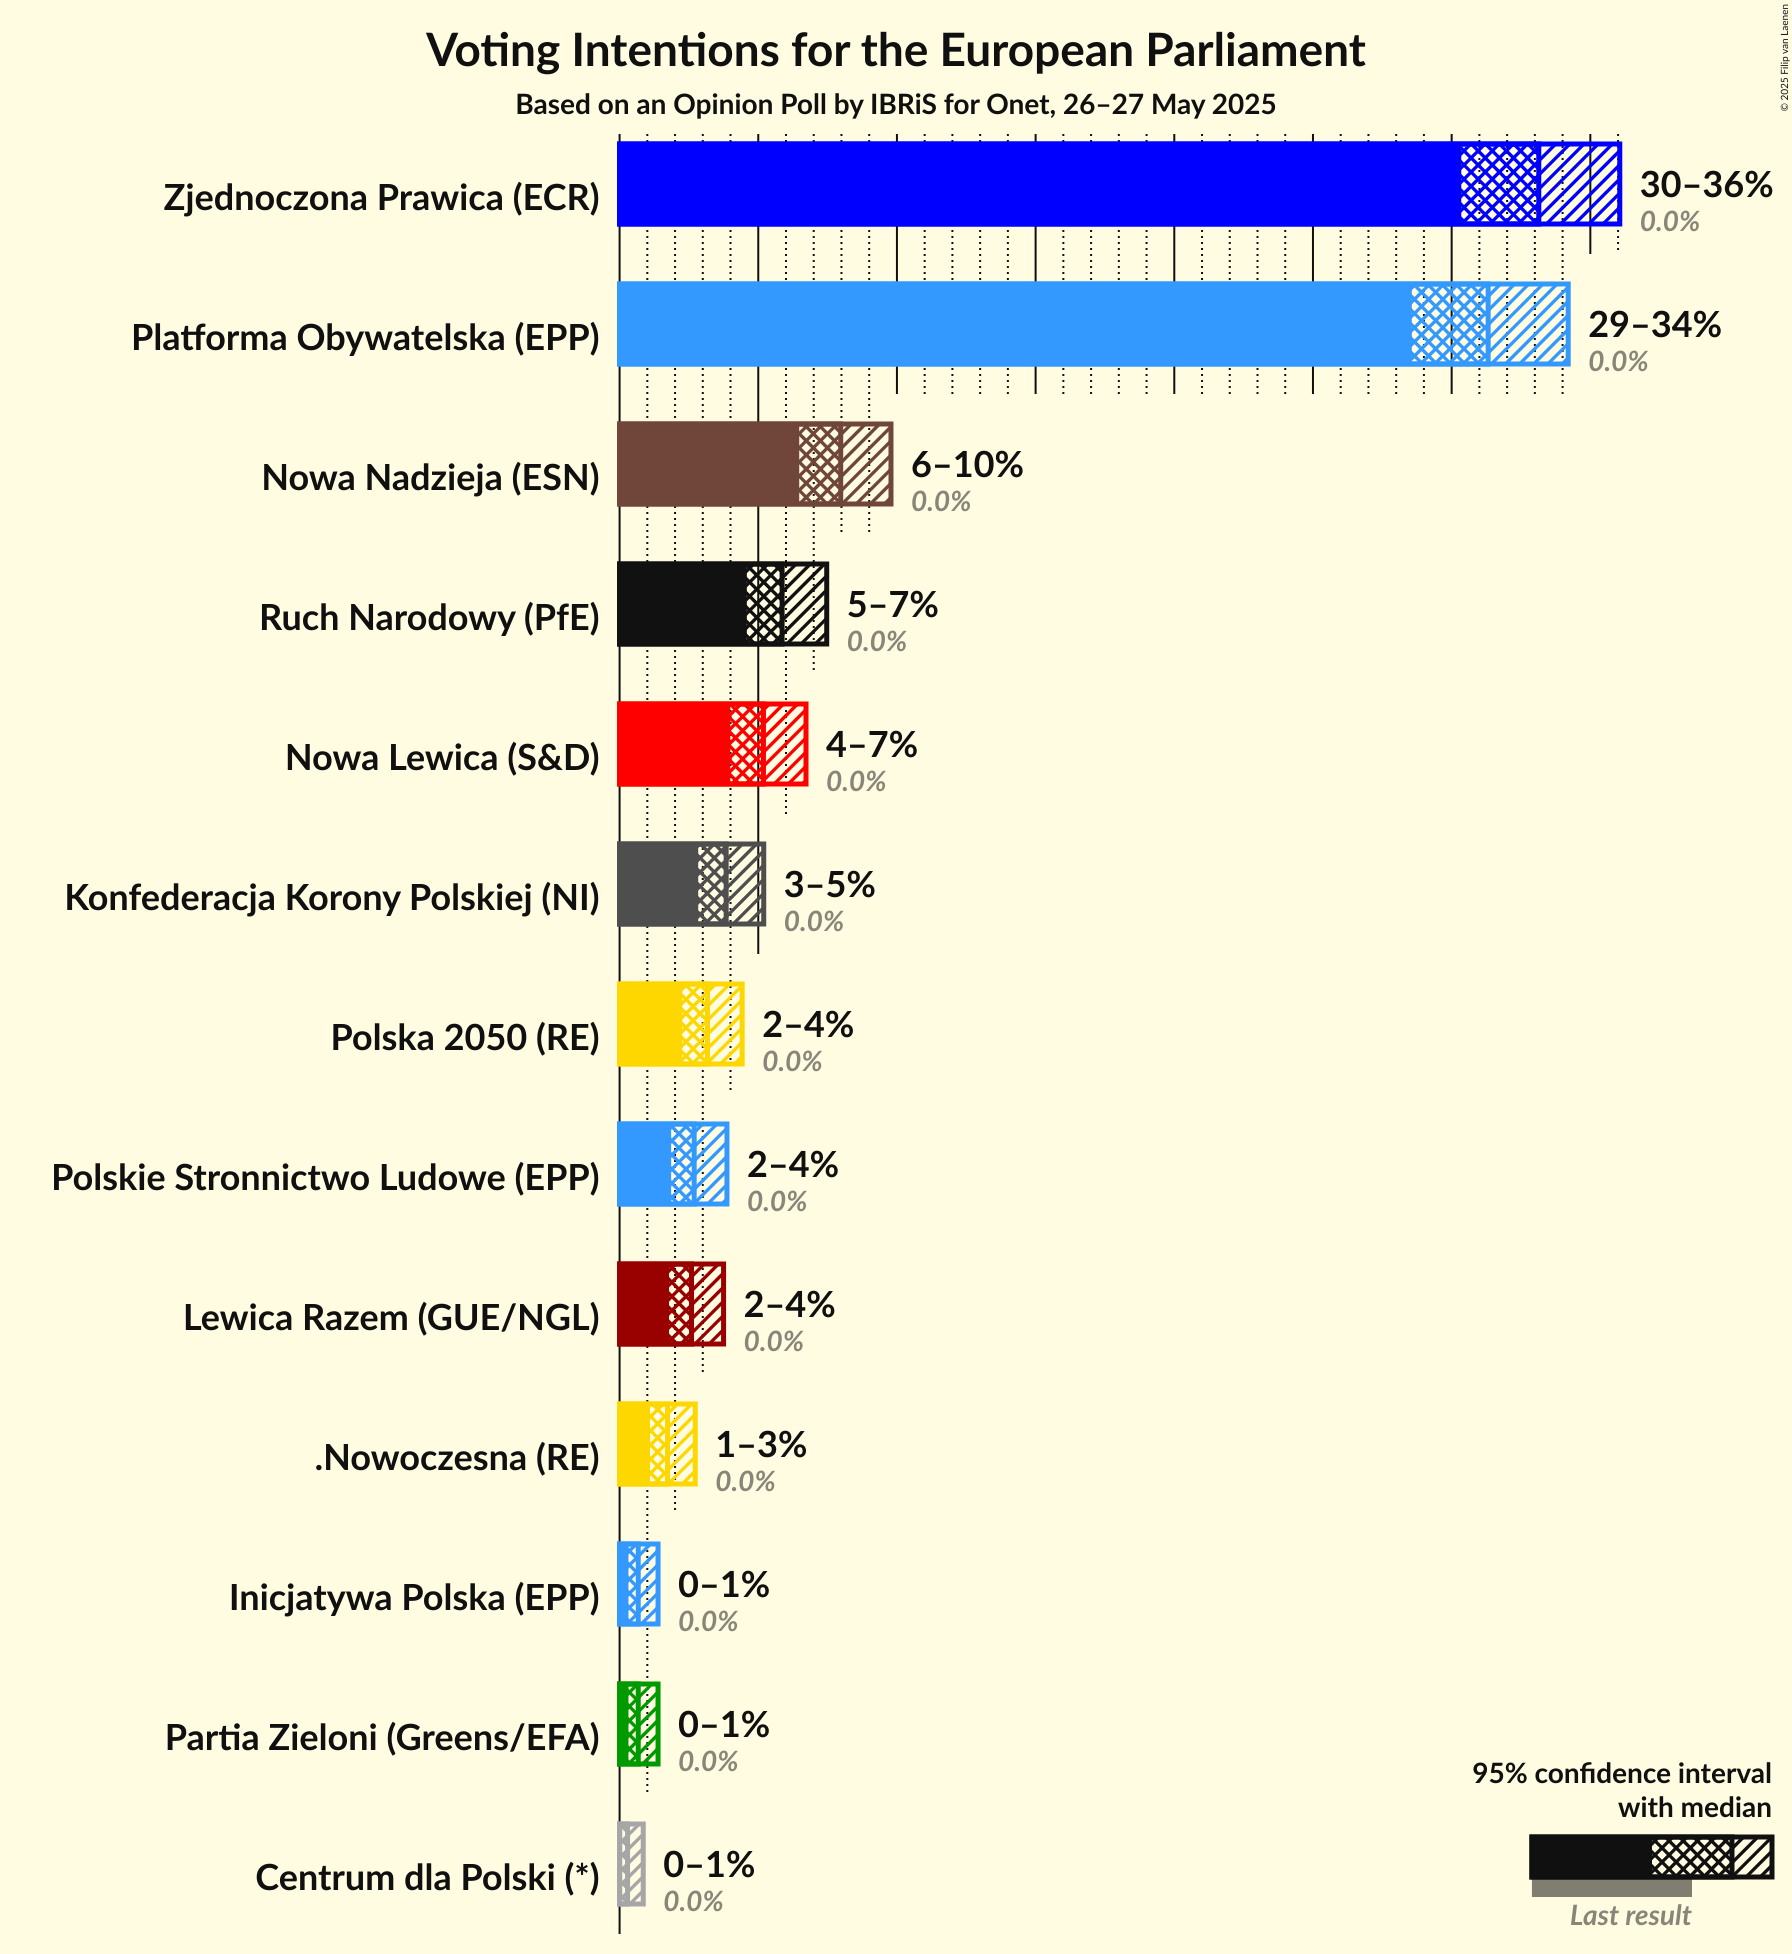 Voting Intentions for the European Parliament
Based on an Opinion Poll by IBRiS for Onet, 26–27 May 2025
© 2025 Filip van Laenen
Zjednoczona Prawica (ECR)
30–36%
0.0%
Platforma Obywatelska (EPP)
29–34%
0.0%
Nowa Nadzieja (ESN)
6–10%
0.0%
Ruch Narodowy (PfE)
5–7%
0.0%
Nowa Lewica (S&D)
4–7%
0.0%
Konfederacja Korony Polskiej (NI)
3–5%
0.0%
Polska 2050 (RE)
2–4%
0.0%
Polskie Stronnictwo Ludowe (EPP)
2–4%
0.0%
Lewica Razem (GUE/NGL)
2–4%
0.0%
.Nowoczesna (RE)
1–3%
0.0%
Inicjatywa Polska (EPP)
0–1%
0.0%
Partia Zieloni (Greens/EFA)
0–1%
0.0%
Centrum dla Polski (*)
0–1%
0.0%
95% confidence interval
with median
Last result